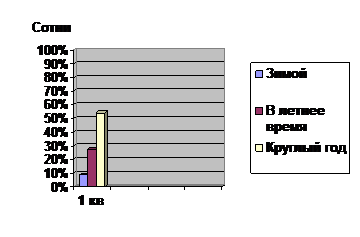 Сотни
100%
90%
80%
70%
60%
50%
40%
30%
20%
10%
0%
1 кв
Зимой
В летнее
время
Круглый год